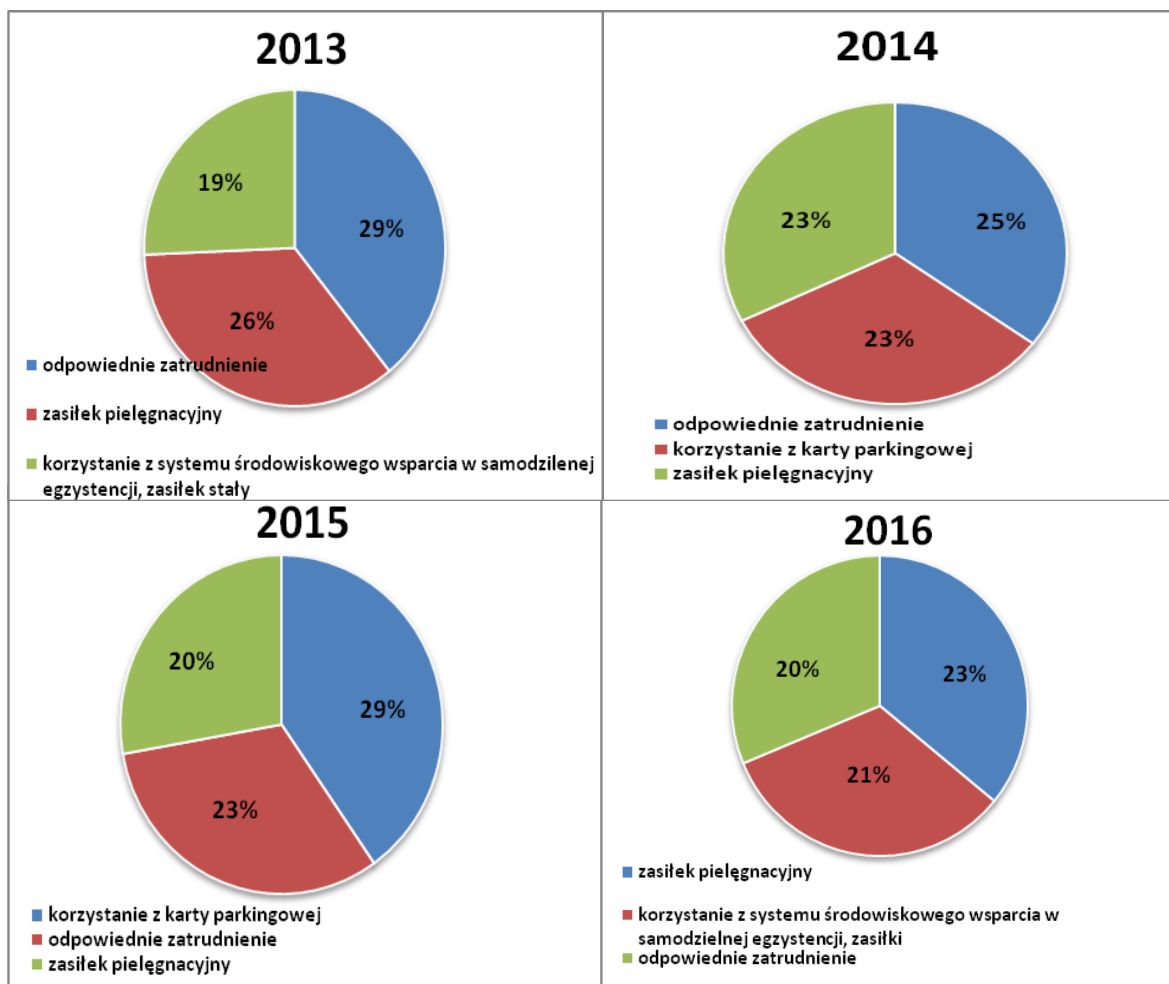 2013
19%
29%
26%
odpowiednie zatrudnienie
zasiłek pielęgnacyjny
korzystanie z systemu środowiskowego wsparcia w samodzilenej
egzystencji, zasiłek stały
2014
23%
25%
23%
odpowiednie zatrudnienie
korzystanie z karty parkingowej
zasiłek pielęgnacyjny
2015
20%
29%
23%
korzystanie z karty parkingowej
odpowiednie zatrudnienie
zasiłek pielęgnacyjny
2016
20%
23%
21%
zasiłek pielęgnacyjny
korzystanie z systemu środowiskowego wsparcia w
samodzielnej egzystencji, zasiłki
odpowiednie zatrudnienie